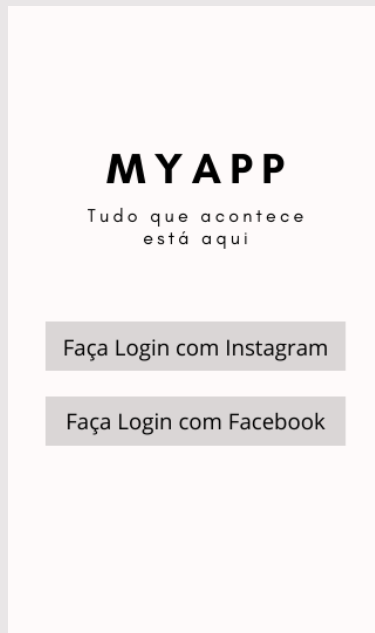 MYAPP
Tudo que acontece
está aqui
Faça Login com Instagram
Faça Login com Facebook